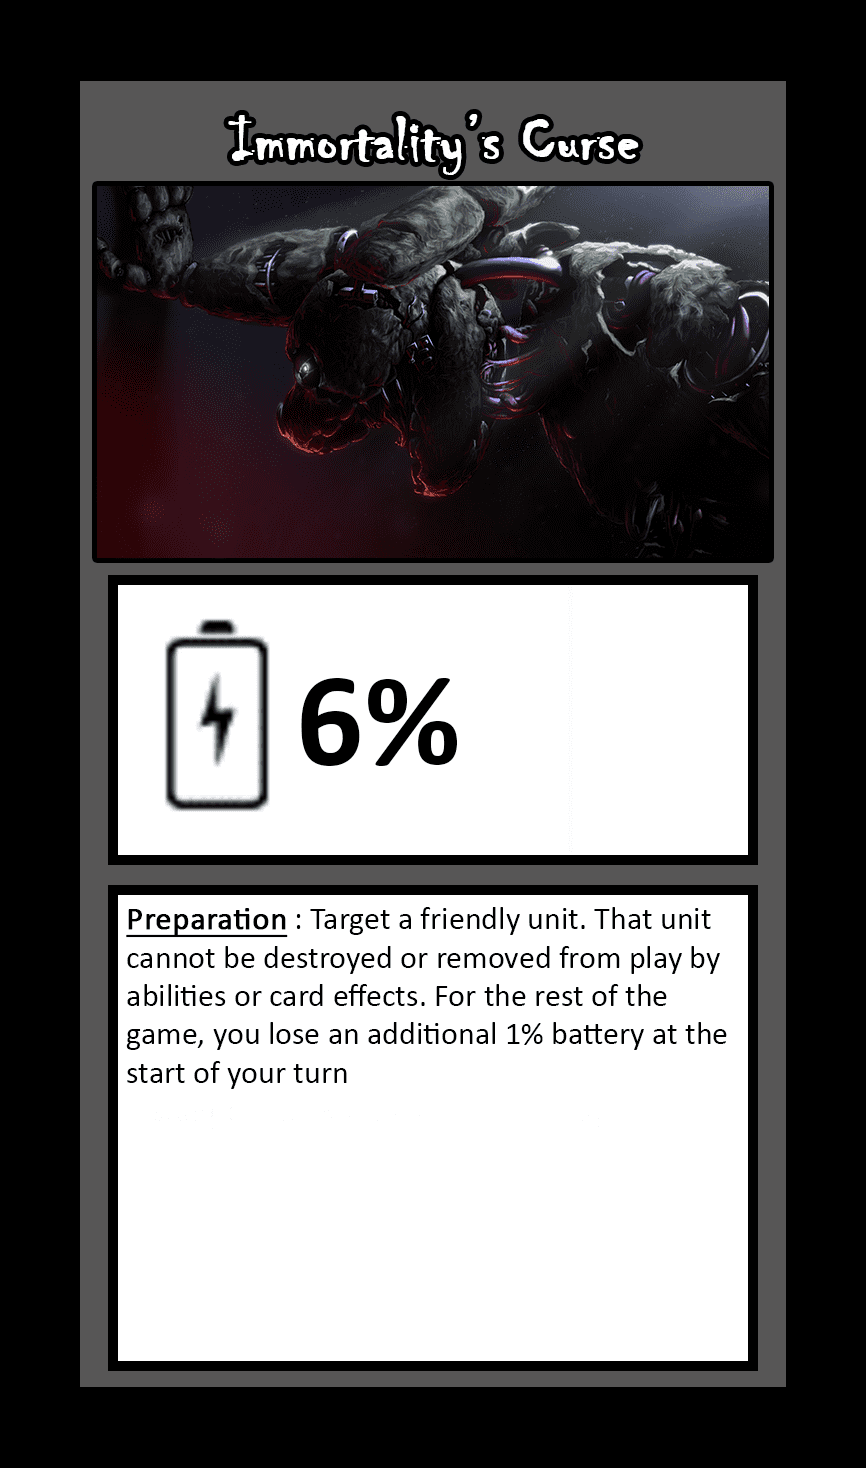 Immortality's Curse
6%
Preparation : Target a friendly unit. That unit
cannot be destroyed or removed from play by
abilities or card effects. For the rest of the
game, you lose an additional 1% battery at the
start of your turn